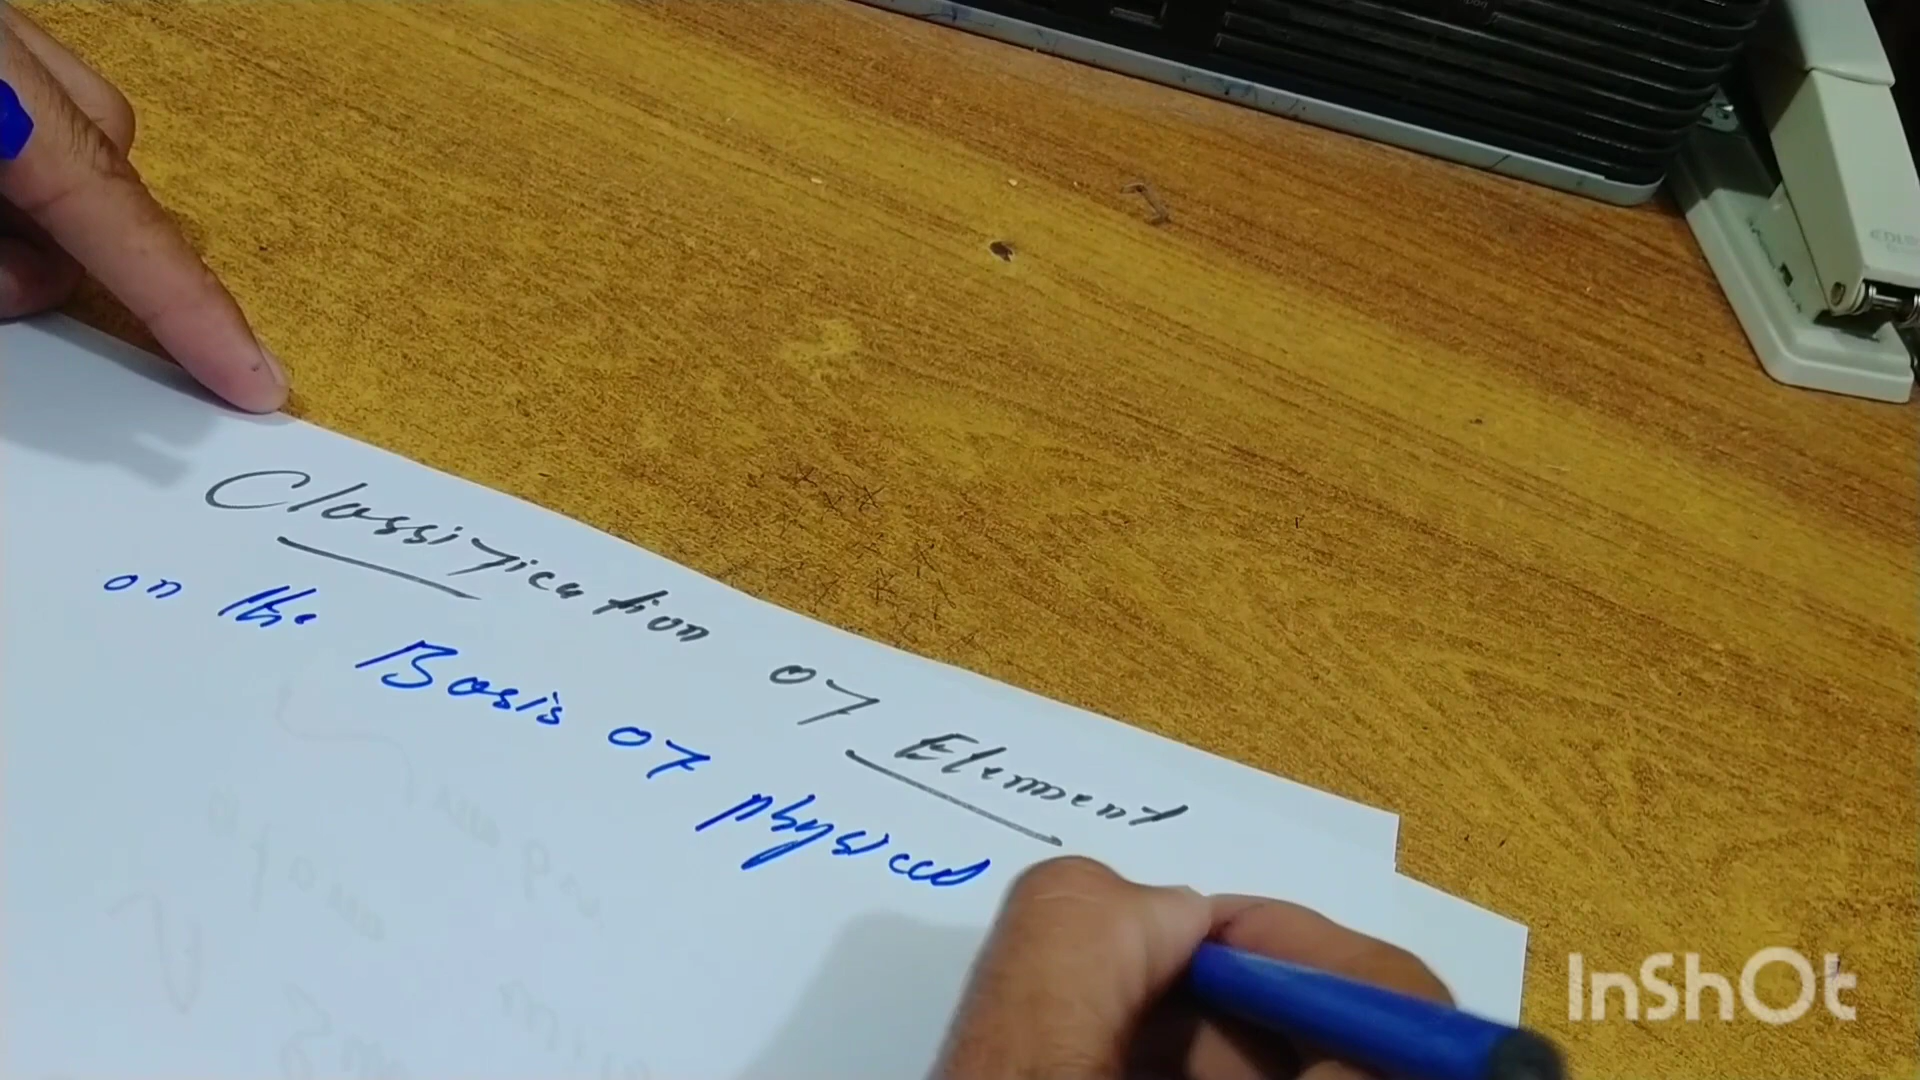 Classification of Element
on the Basis of physical
InShOt